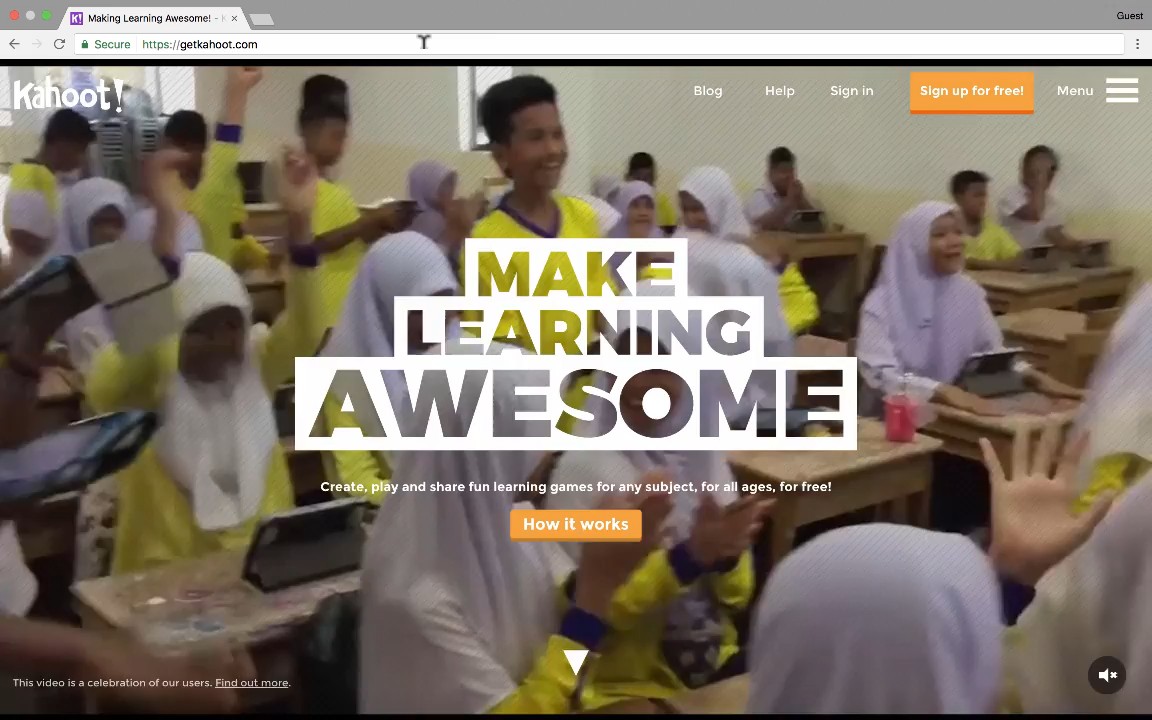 Making Learning Awesome! - K
Guest
Secure https://getkahoot.com
Kahoot!
Blog
Help
Sign in
Sign up for free!
Menu
MAKE
LEARNING
AWESOME
Create, play and share fun learning games for any subject, for all ages, for free!
How it works
This video is a celebration of our users. Find out more.